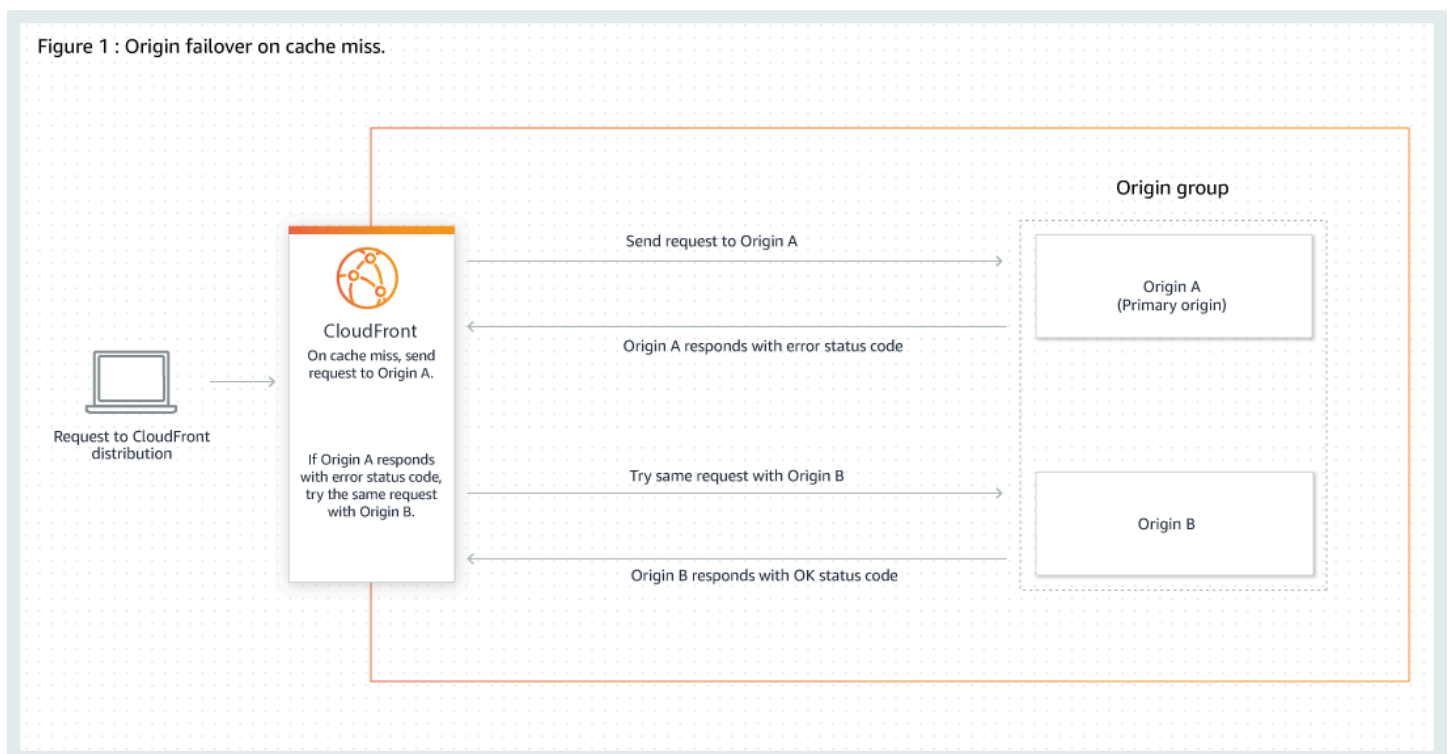 Figure 1 : Origin failover on cache miss.
Origin group
Send request to Origin A
Origin A
(Primary origin)
CloudFront
On cache miss, send
request to Origin A.
Origin A responds with error status code
Request to CloudFront
distribution
If Origin A responds
with error status code,
try the same request
with Origin B.
Try same request with Origin B
Origin B
Origin B responds with OK status code